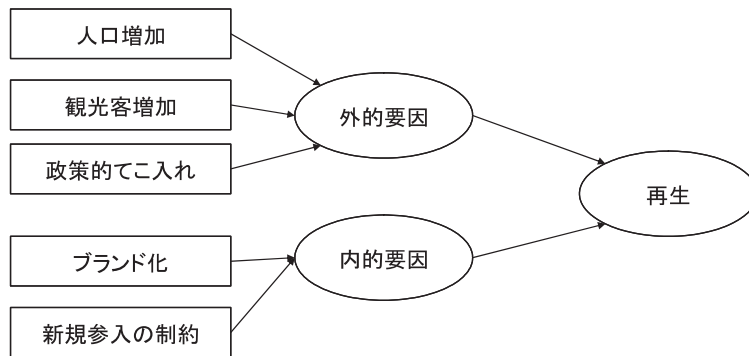 人口増加
観光客増加
政策的てこ入れ
ブランド化
新規参入の制約
外的要因
内的要因
再生